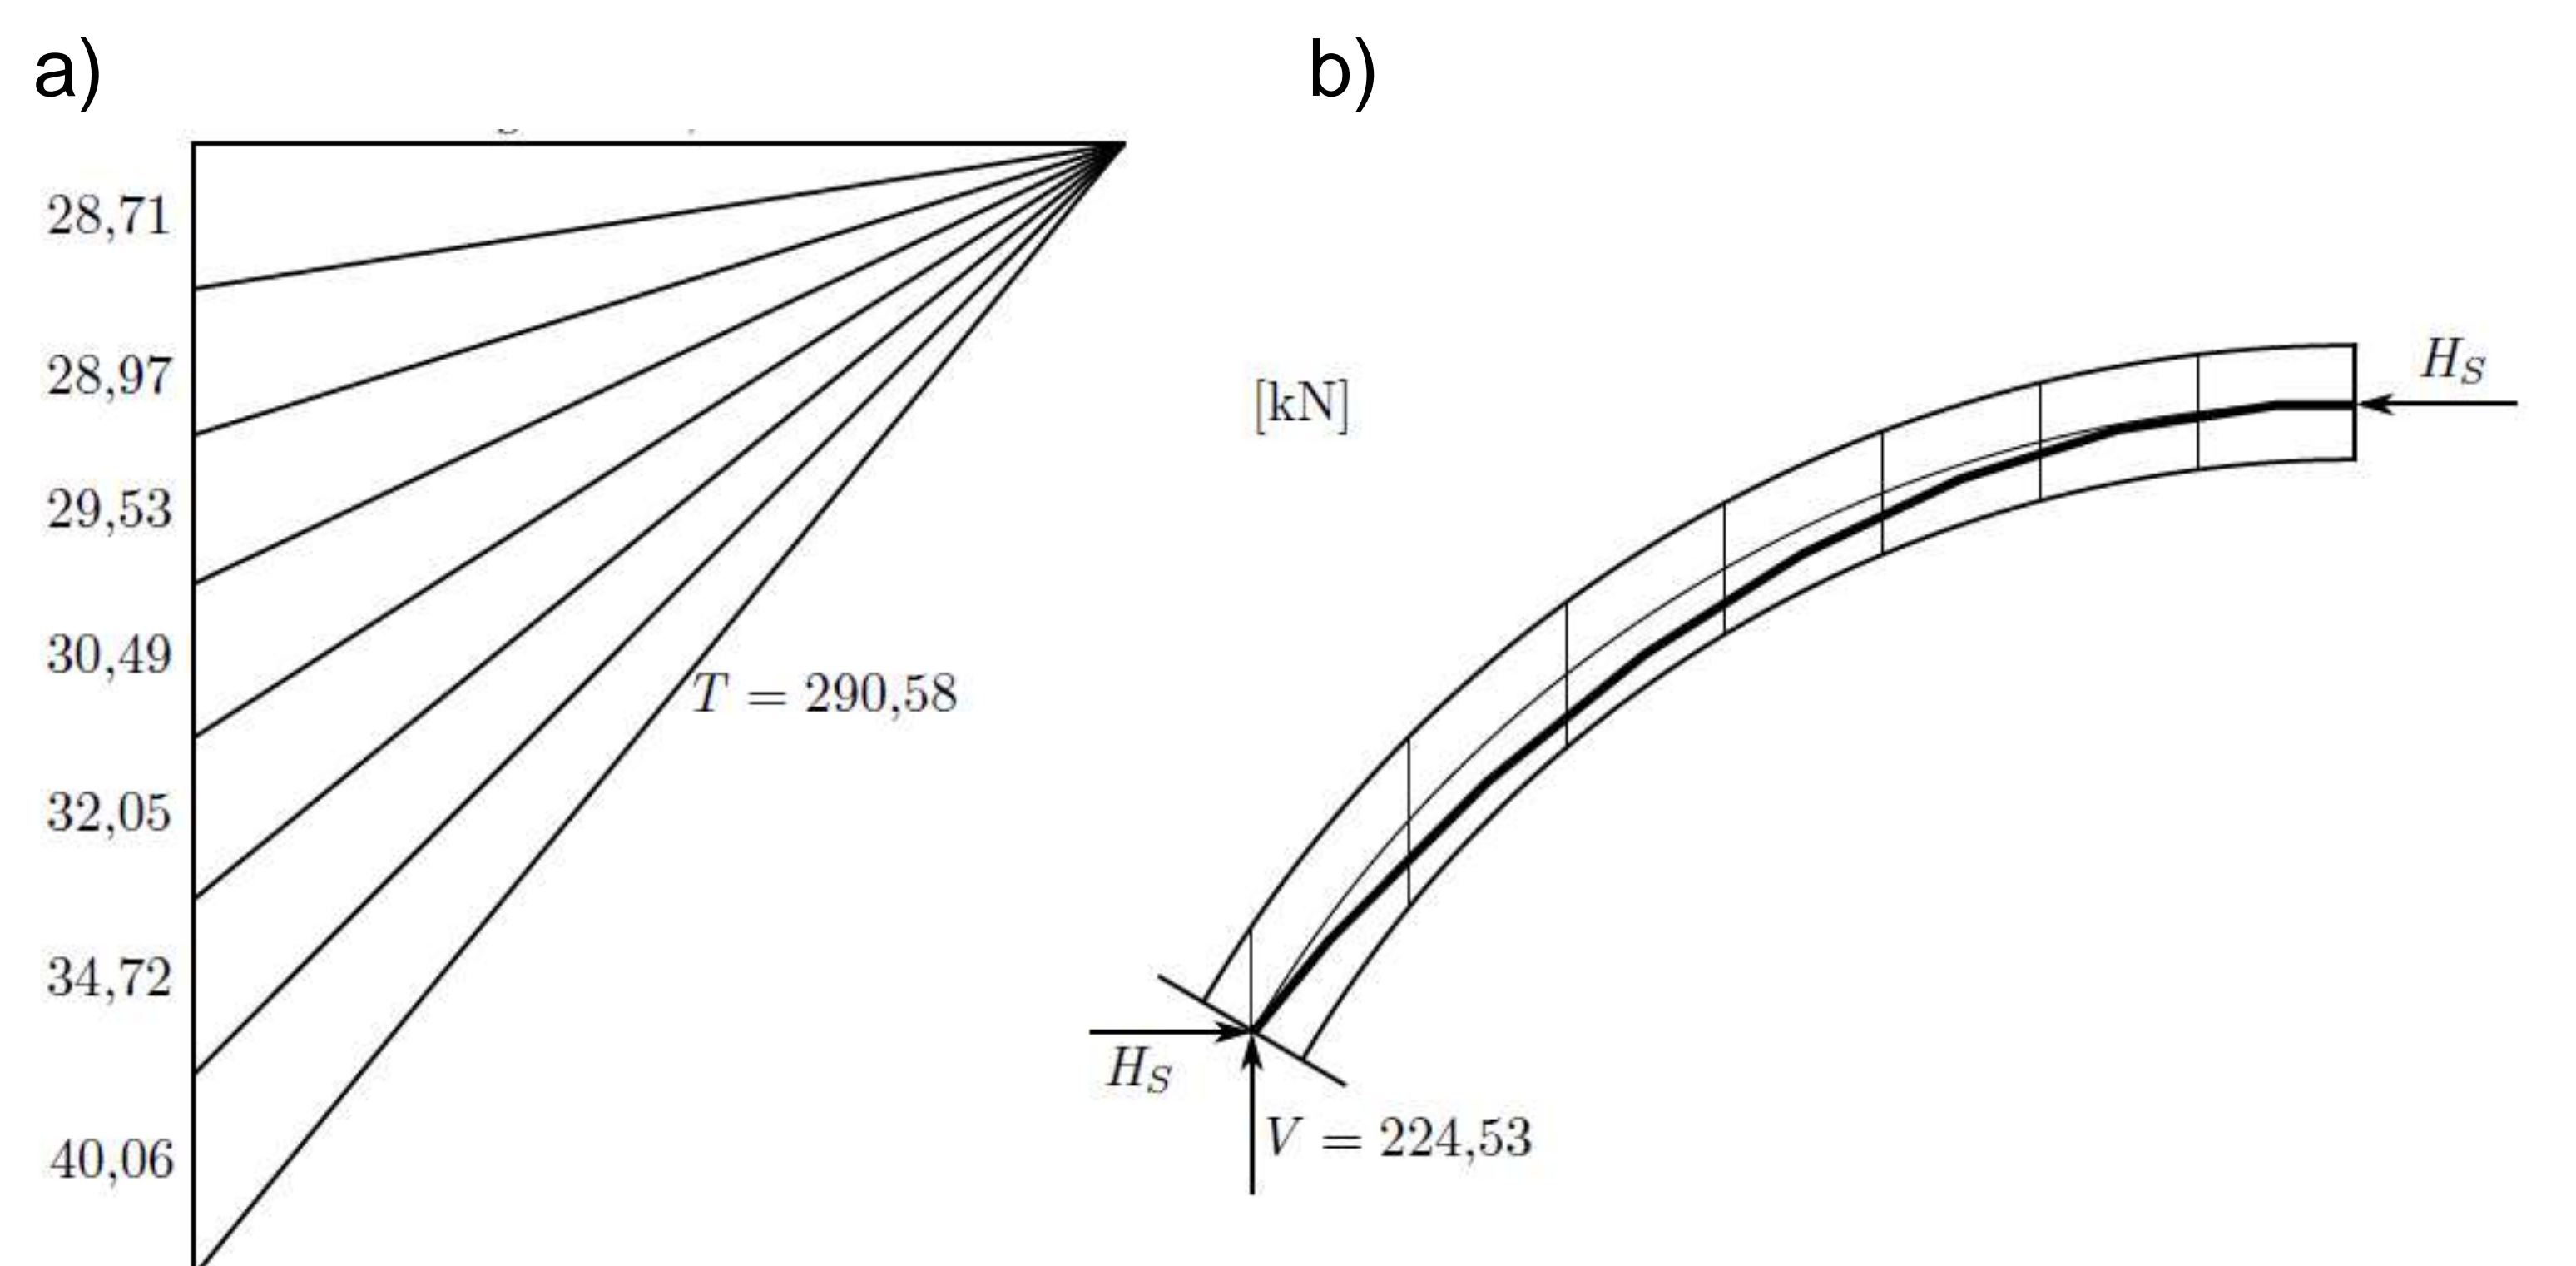 a)
b)
28,71
28,97
29,53
30,49
32,05
34,72
40,06
T = 290,58
[kN]
H_S
H_S
V = 224,53